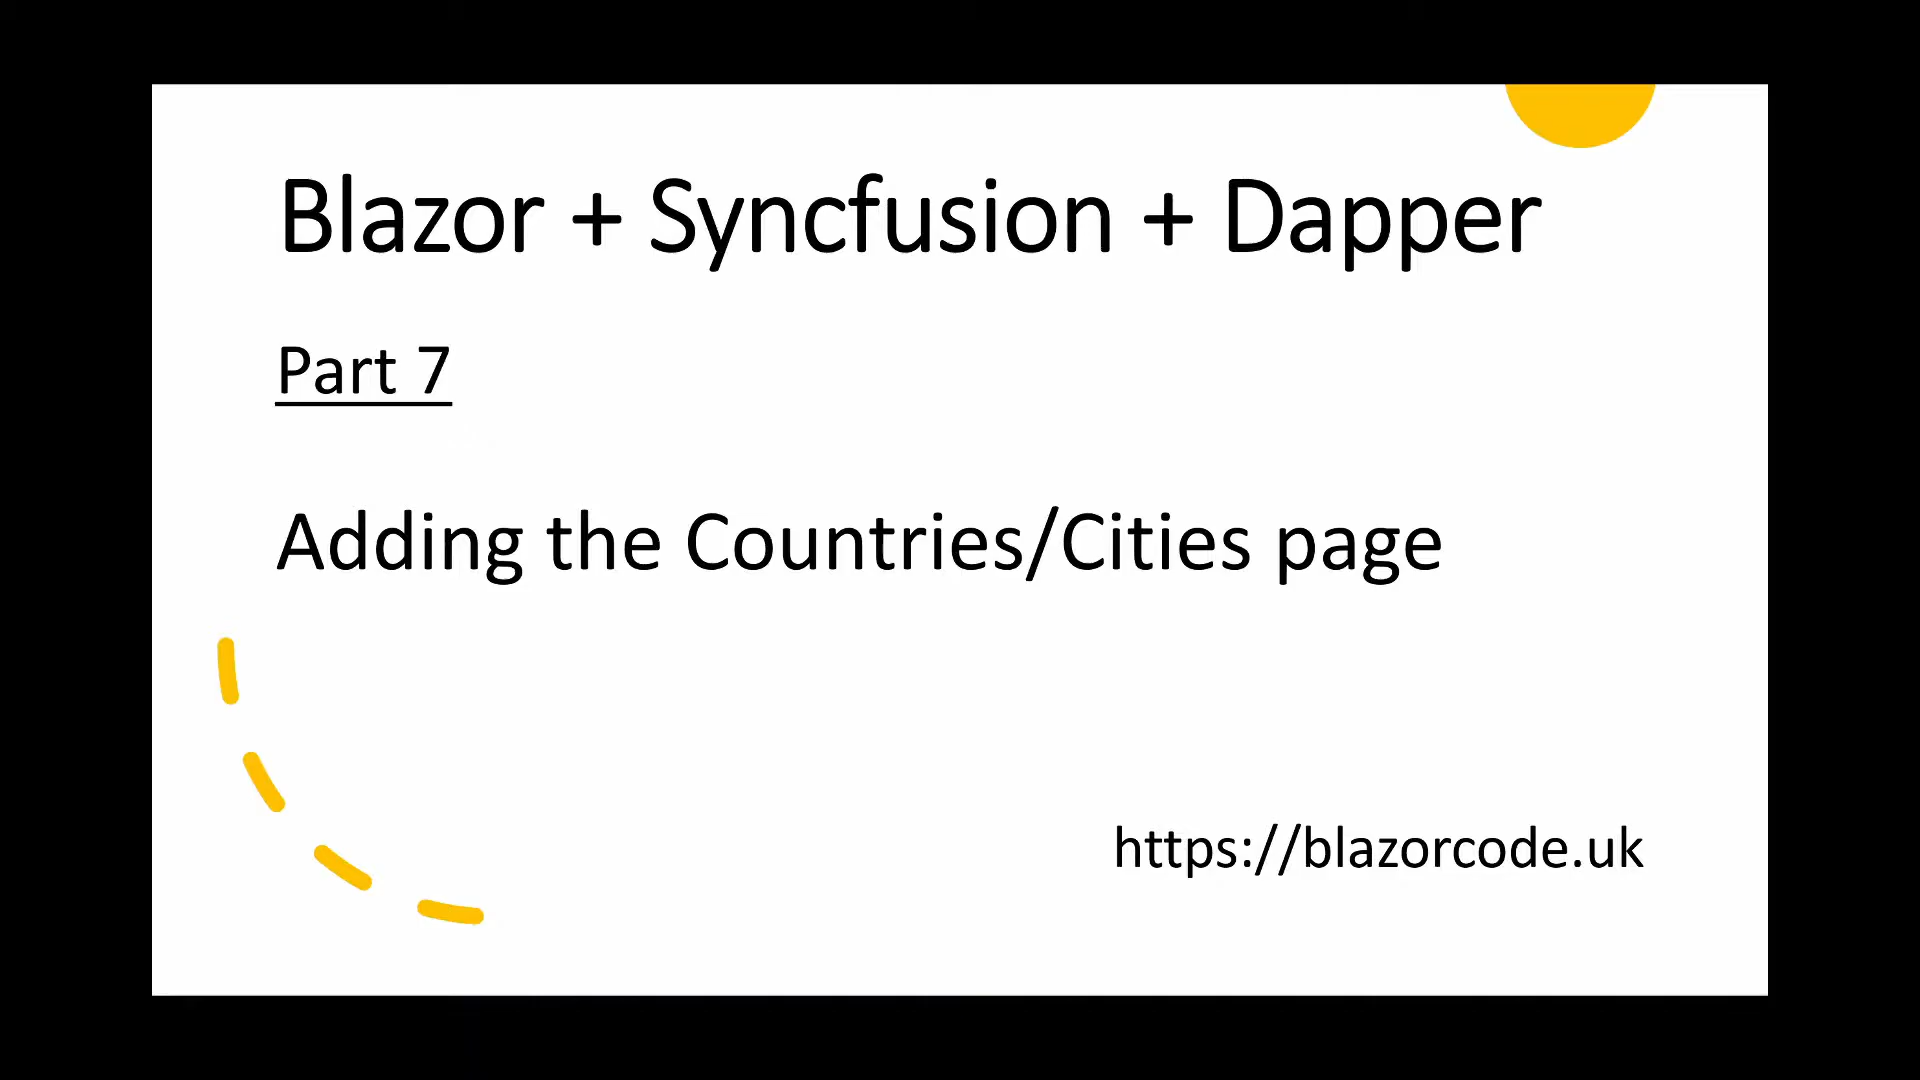 Blazor + Syncfusion + Dapper
Part 7
Adding the Countries/Cities page
https://blazorcode.uk